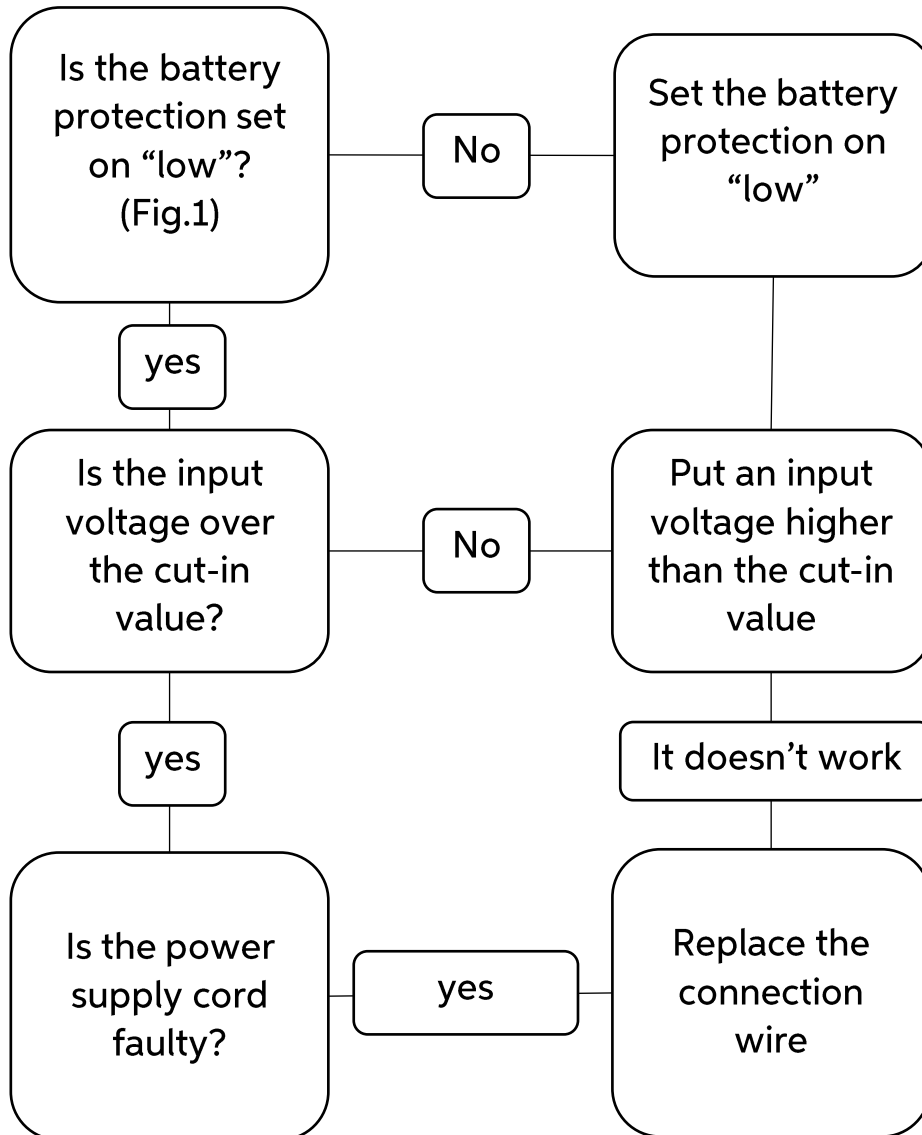 Is the battery
protection set
on “low”?
(Fig.1)
No
Set the battery
protection on
“low”
yes
Is the input
voltage over
the cut-in
value?
No
Put an input
voltage higher
than the cut-in
value
yes
It doesn’t work
Is the power
supply cord
faulty?
yes
Replace the
connection
wire